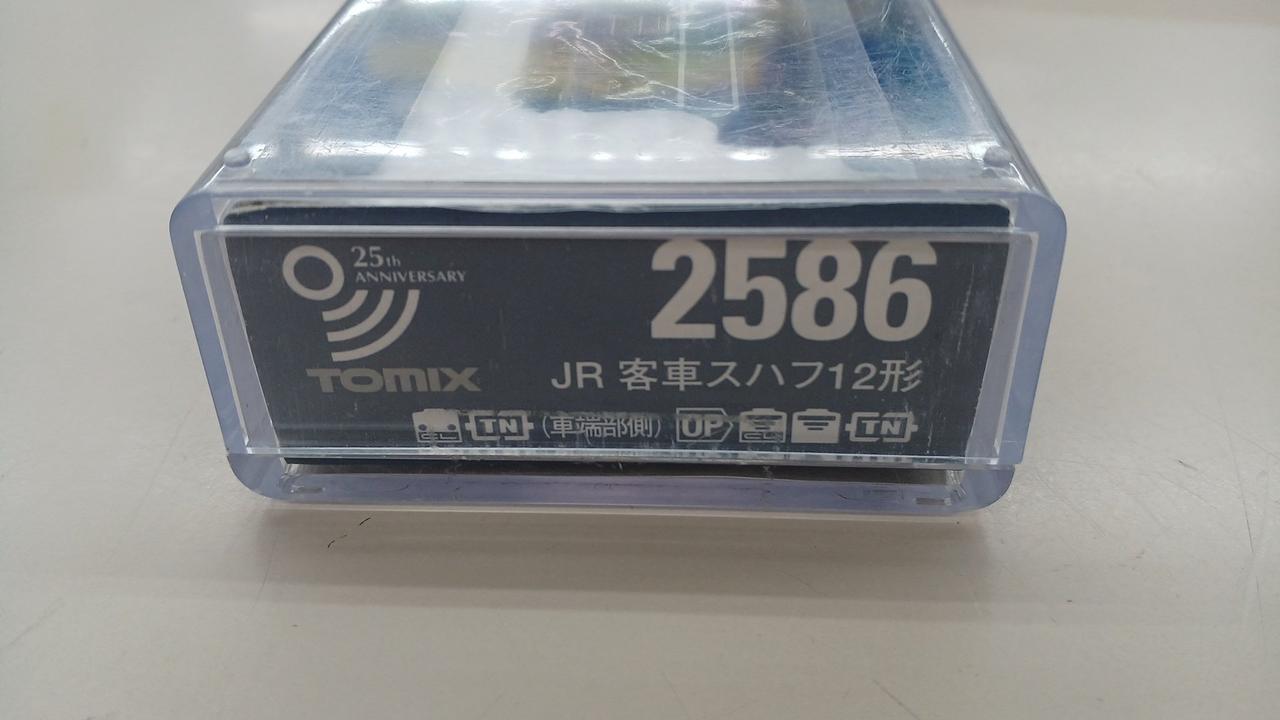 25th
ANNIVERSARY
TOMIX
2586
JR 客車スハフ12形
TN (車端部側) UP TN